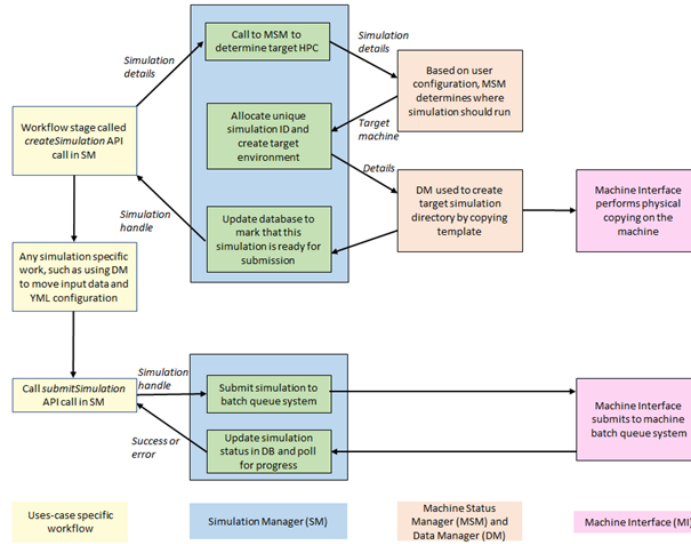 Call to MSM to
determine target HPC
Simulation
details
Simulation
details
Based on user
configuration, MSM
determines where
simulation should run
Workflow stage called
createSimulation API
call in SM
Allocate unique
simulation ID and
create target
environment
Target
machine
Details
Simulation
handle
Update database to
mark that this
simulation is ready for
submission
DM used to create
target simulation
directory by copying
template
Machine Interface
performs physical
copying on the
machine
Any simulation specific
work, such as using DM
to move input data and
YML configuration
Call submitSimulation
API call in SM
Simulation
handle
Submit simulation to
batch queue system
Machine Interface
submits to machine
batch queue system
Success or
error
Update simulation
status in DB and poll
for progress
Uses-case specific
workflow
Simulation Manager (SM)
Machine Status
Manager (MSM) and
Data Manager (DM)
Machine Interface (MI)